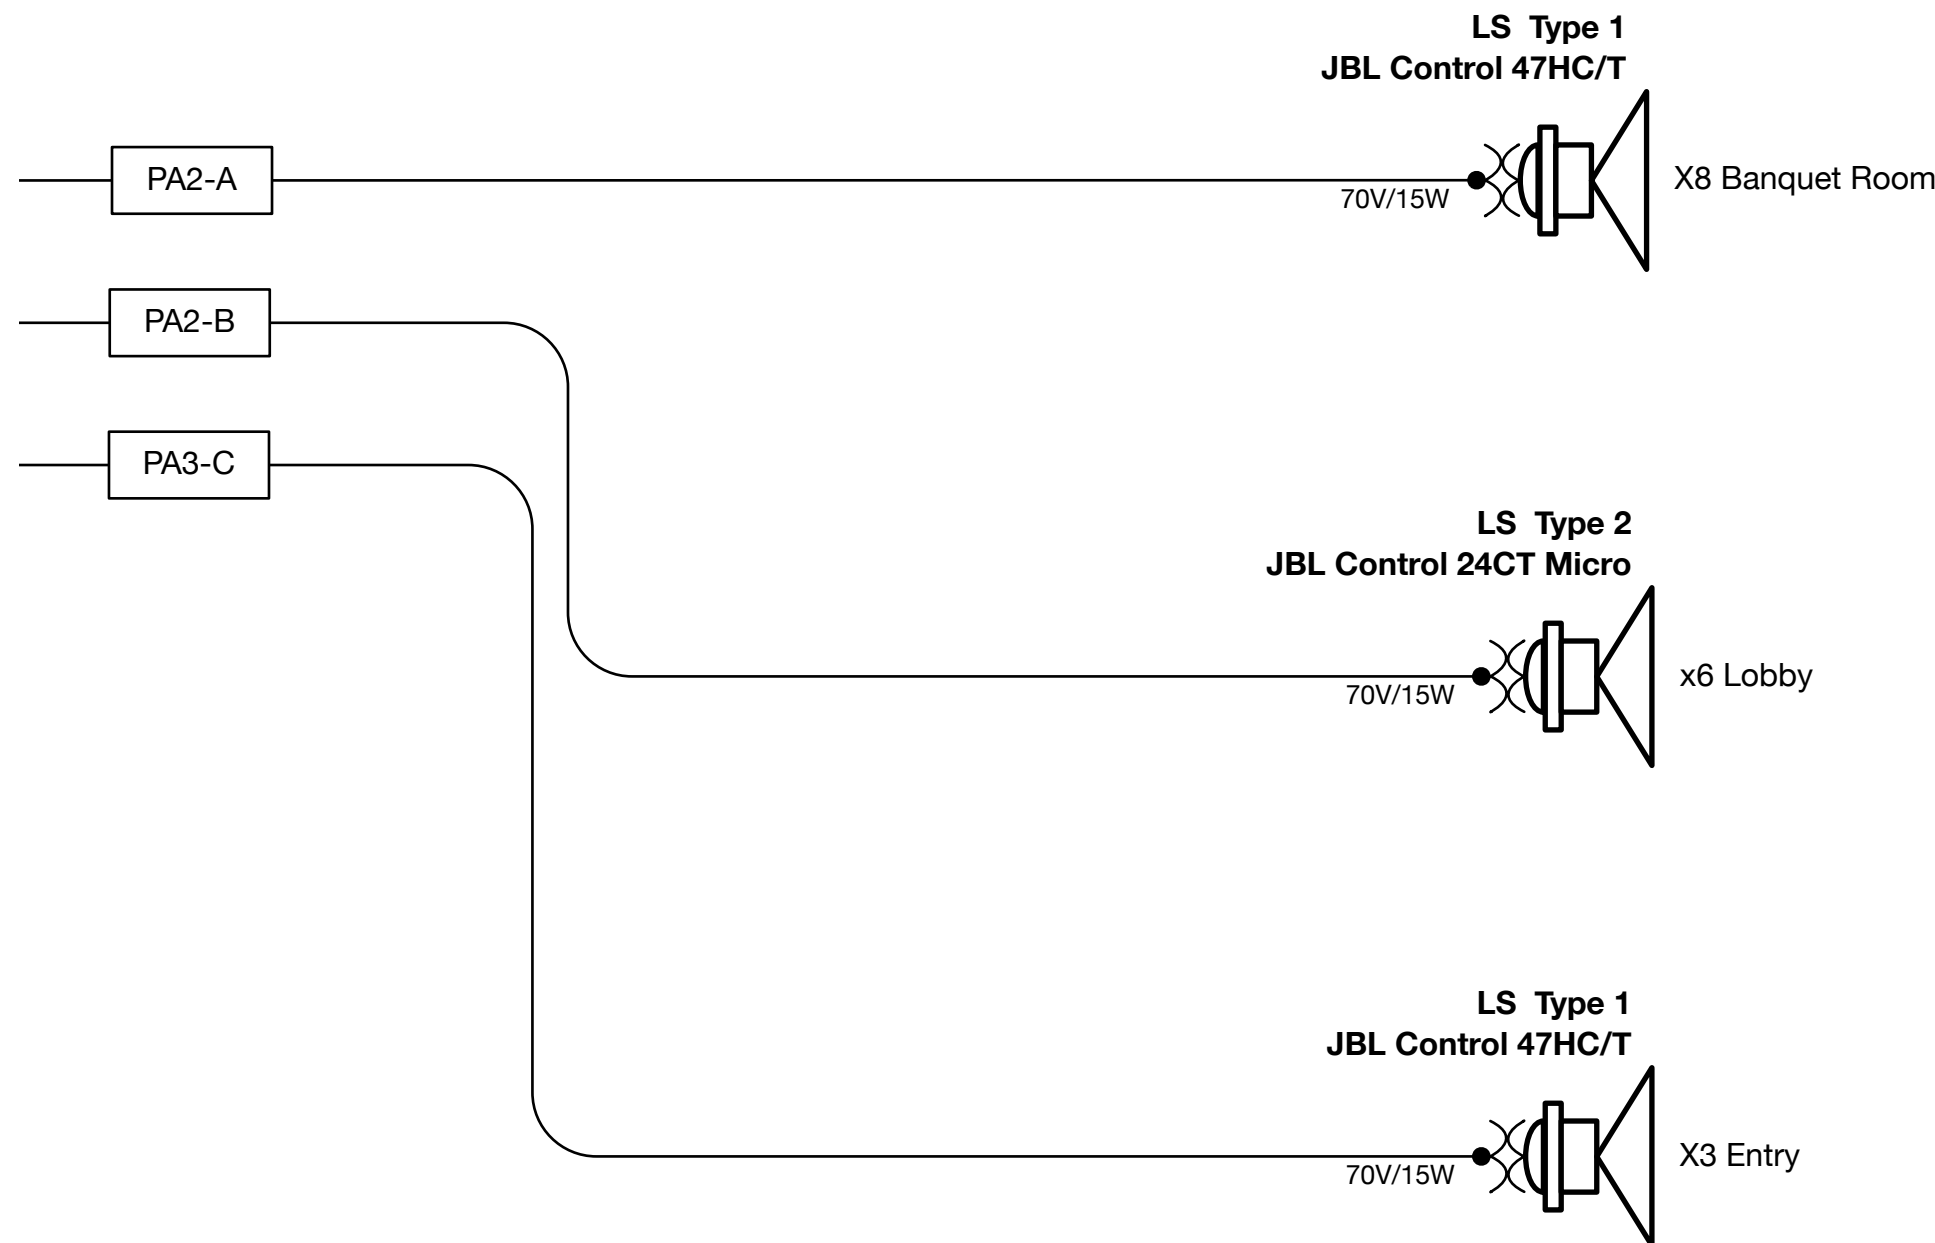 LS  Type 1
JBL Control 47HC/T
PA2-A
70V/15W
X8 Banquet Room
PA2-B
PA3-C
LS  Type 2
JBL Control 24CT Micro
70V/15W
x6 Lobby
LS  Type 1
JBL Control 47HC/T
70V/15W
X3 Entry